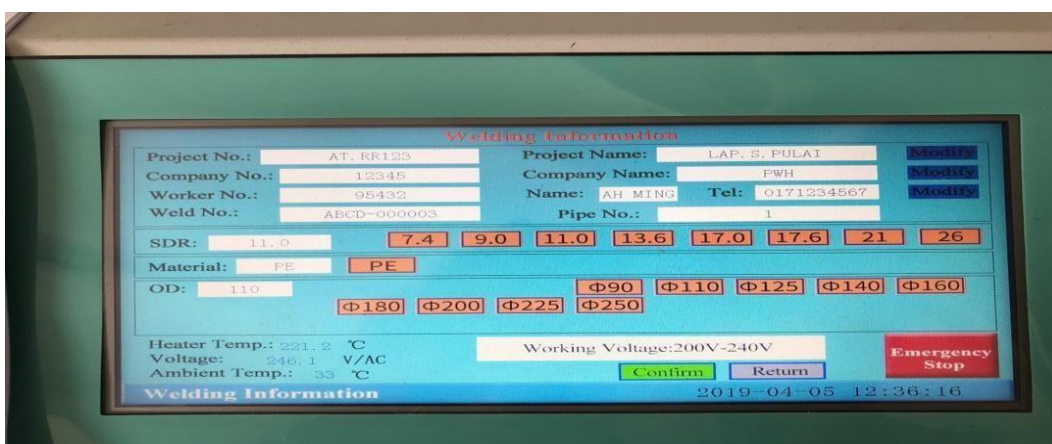 Welding Information
Project No.: AT. RR123 Project Name: LAP. S. PULAI Modify
Company No.: 12345 Company Name: PWH Modify
Worker No.: 95432 Name: AH MING Tel: 0171234567 Modify
Weld No.: ABCD-000003 Pipe No.: 1
SDR: 11.0 7.4 9.0 11.0 13.6 17.0 17.6 21 26
Material: PE PE
OD: 110 Φ90 Φ110 Φ125 Φ140 Φ160
Φ180 Φ200 Φ225 Φ250
Heater Temp.: 221.2 ℃
Voltage: 246.1 V/AC
Ambient Temp.: 33 ℃
Working Voltage:200V-240V
Confirm Return
Emergency
Stop
Welding Information 2019-04-05 12:36:16